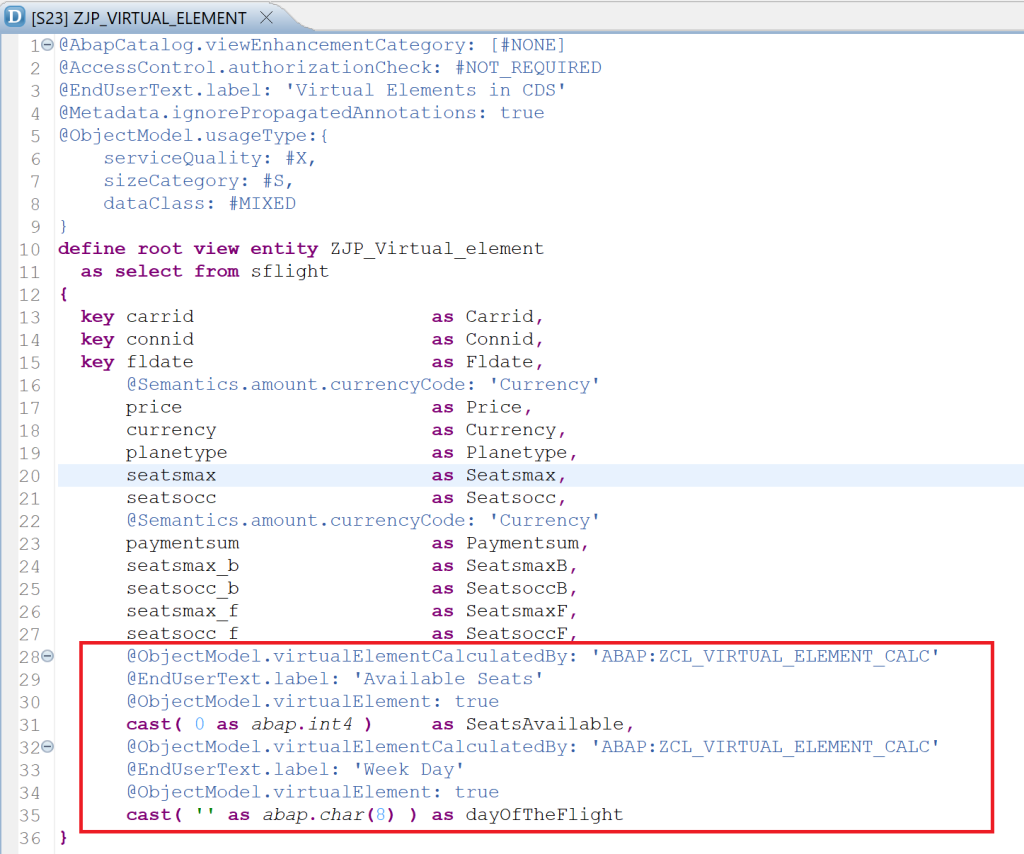 D [S23] ZJP_VIRTUAL_ELEMENT
1 @AbapCatalog.viewEnhancementCategory: [#NONE]
2 @AccessControl.authorizationCheck: #NOT_REQUIRED
3 @EndUserText.label: 'Virtual Elements in CDS'
4 @Metadata.ignorePropagatedAnnotations: true
5 @ObjectModel.usageType:{
6     serviceQuality: #X,
7     sizeCategory: #S,
8     dataClass: #MIXED
9 }
10 define root view entity ZJP_Virtual_element
11   as select from sflight
12 {
13   key carrid                     as Carrid,
14   key connid                     as Connid,
15   key fldate                     as Fldate,
16       @Semantics.amount.currencyCode: 'Currency'
17       price                      as Price,
18       currency                   as Currency,
19       planetype                  as Planetype,
20       seatsmax                   as Seatsmax,
21       seatsocc                   as Seatsocc,
22       @Semantics.amount.currencyCode: 'Currency'
23       paymentsum                 as Paymentsum,
24       seatsmax_b                 as SeatsmaxB,
25       seatsocc_b                 as SeatsoccB,
26       seatsmax_f                 as SeatsmaxF,
27       seatsocc_f                 as SeatsoccF,
28       @ObjectModel.virtualElementCalculatedBy: 'ABAP:ZCL_VIRTUAL_ELEMENT_CALC'
29       @EndUserText.label: 'Available Seats'
30       @ObjectModel.virtualElement: true
31       cast( 0 as abap.int4 )     as SeatsAvailable,
32       @ObjectModel.virtualElementCalculatedBy: 'ABAP:ZCL_VIRTUAL_ELEMENT_CALC'
33       @EndUserText.label: 'Week Day'
34       @ObjectModel.virtualElement: true
35       cast( '' as abap.char(8) ) as dayOfTheFlight
36 }